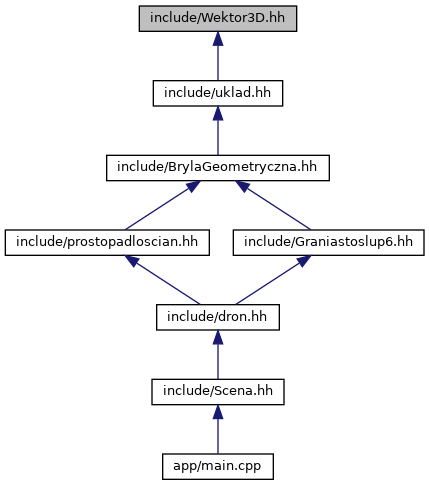 include/Wektor3D.hh
include/uklad.hh
include/BrylaGeometryczna.hh
include/prostopadloscian.hh
include/Graniastoslup6.hh
include/dron.hh
include/Scena.hh
app/main.cpp